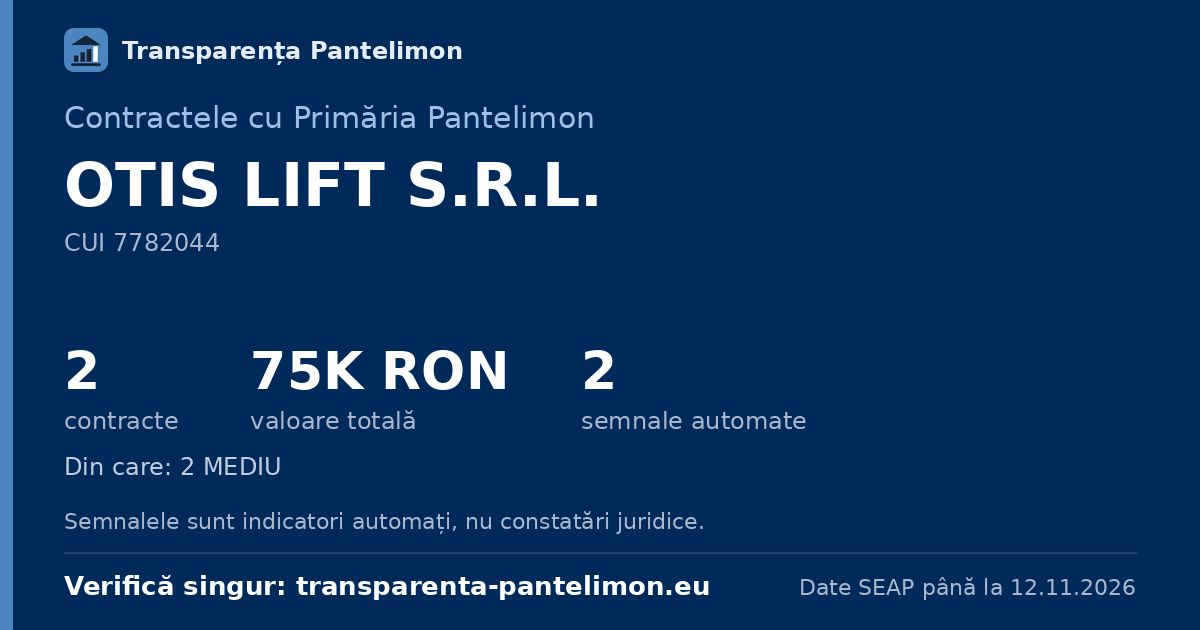 Transparența Pantelimon
Contractele cu Primăria Pantelimon
OTIS LIFT S.R.L.
CUI 7782044
2 75K RON 2
contracte valoare totală semnale automate
Din care: 2 MEDIU
Semnalele sunt indicatori automați, nu constatări juridice.
Verifică singur: transparenta-pantelimon.eu Date SEAP până la 12.11.2026